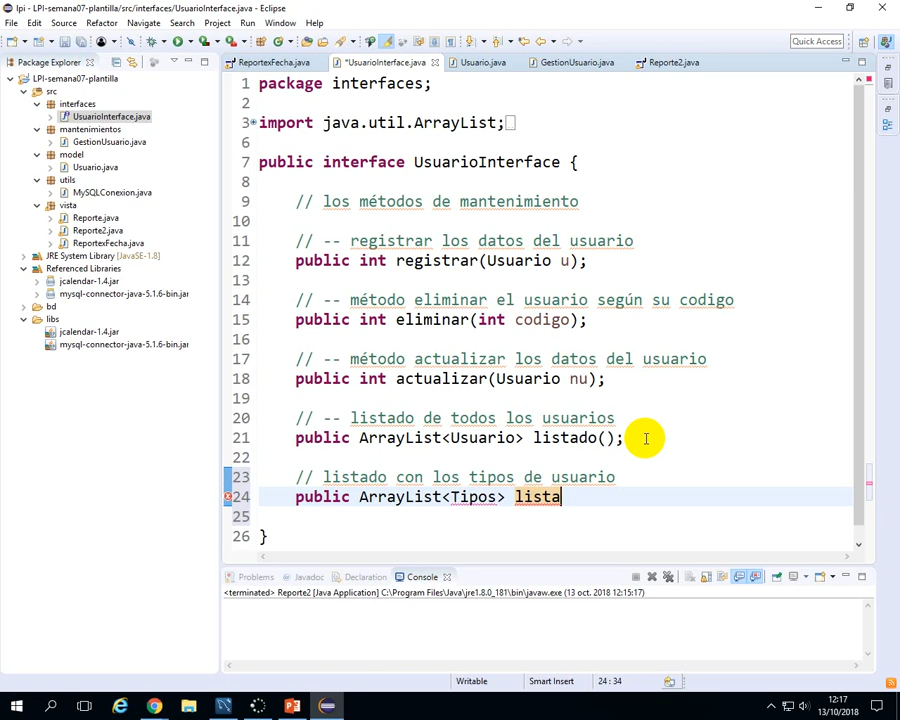 lpi - LPI-semana07-plantilla/src/interfaces/UsuarioInterface.java - Eclipse
File Edit Source Refactor Navigate Search Project Run Window Help
Quick Access
Package Explorer
ReportexFecha.java *UsuarioInterface.java Usuario.java GestionUsuario.java Reporte2.java
LPI-semana07-plantilla
src
interfaces
UsuarioInterface.java
mantenimientos
GestionUsuario.java
model
Usuario.java
utils
MySQLConexion.java
vista
Reporte.java
Reporte2.java
ReportexFecha.java
JRE System Library [JavaSE-1.8]
Referenced Libraries
jcalendar-1.4.jar
mysql-connector-java-5.1.6-bin.jar
bd
libs
jcalendar-1.4.jar
mysql-connector-java-5.1.6-bin.jar
1 package interfaces;
2
3 import java.util.ArrayList;
6
7 public interface UsuarioInterface {
8
9 // los métodos de mantenimiento
10
11 // -- registrar los datos del usuario
12 public int registrar(Usuario u);
13
14 // -- método eliminar el usuario según su codigo
15 public int eliminar(int codigo);
16
17 // -- método actualizar los datos del usuario
18 public int actualizar(Usuario nu);
19
20 // -- listado de todos los usuarios
21 public ArrayList<Usuario> listado();
22
23 // listado con los tipos de usuario
24 public ArrayList<Tipos> lista
25
26 }
Problems Javadoc Declaration Console
<terminated> Reporte2 [Java Application] C:\Program Files\Java\jre1.8.0_181\bin\javaw.exe (13 oct. 2018 12:15:17)
Writable Smart Insert 24 : 34
12:17
13/10/2018